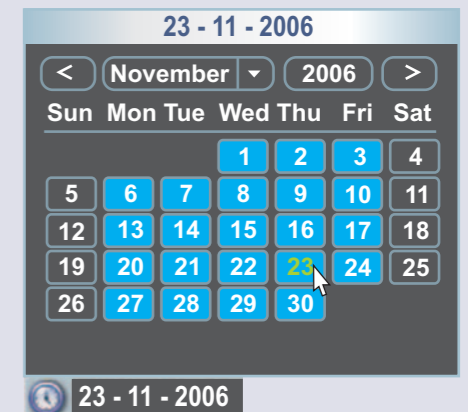 23 - 11 - 2006
< November 2006 >
Sun Mon Tue Wed Thu Fri Sat
1 2 3 4
5 6 7 8 9 10 11
12 13 14 15 16 17 18
19 20 21 22 23 24 25
26 27 28 29 30
23 - 11 - 2006